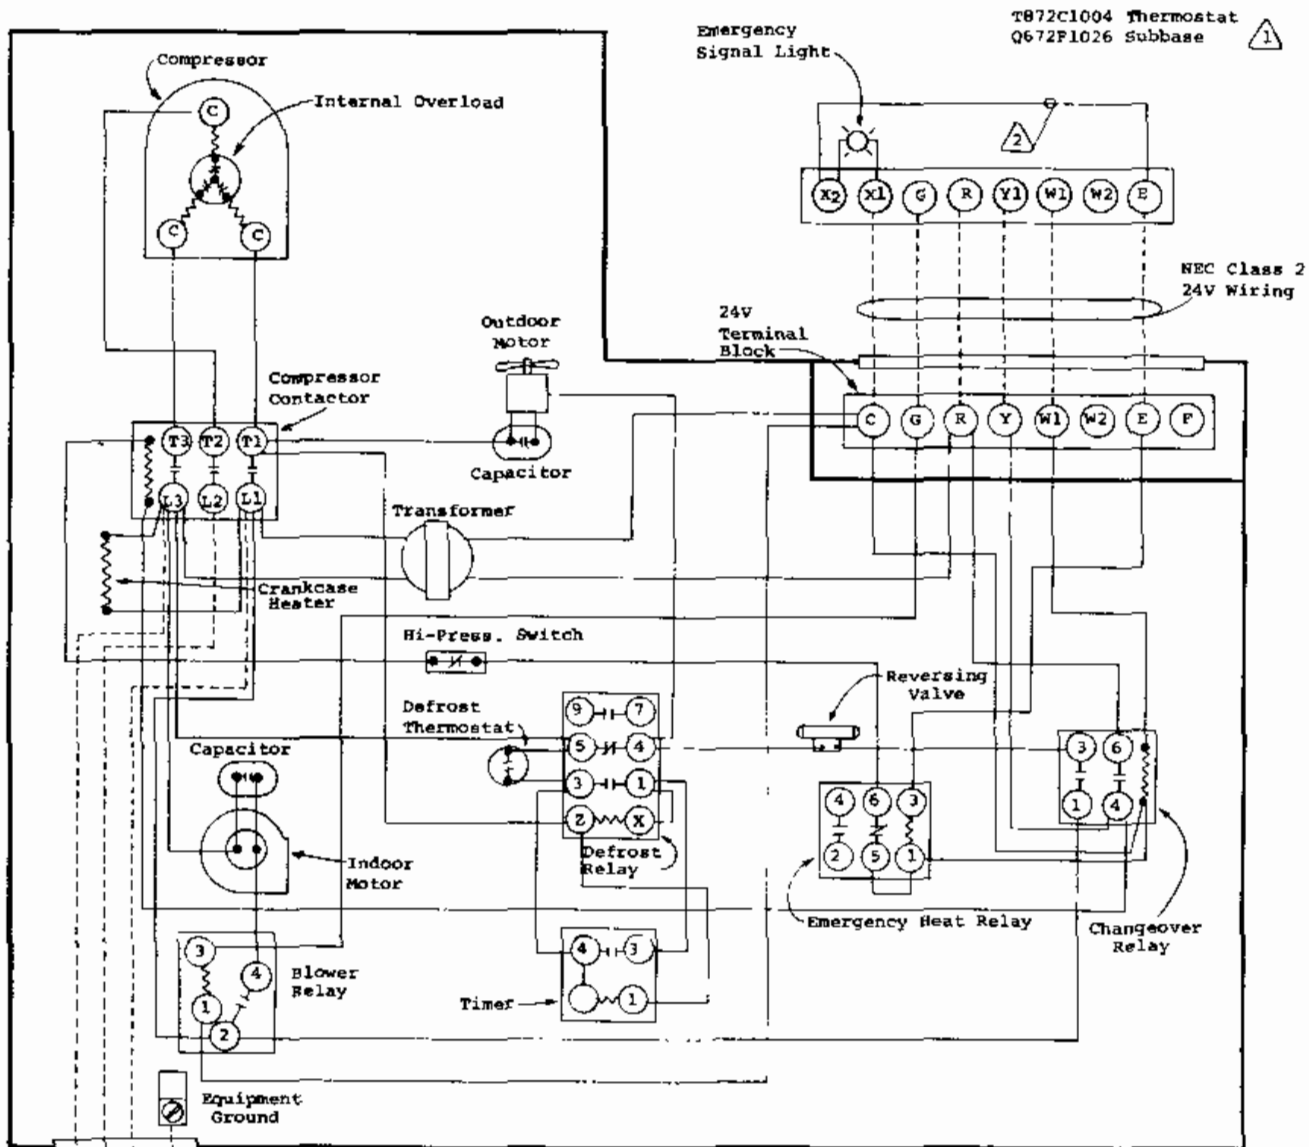 T872C1004 Thermostat
Q672F1026 Subbase
1
Emergency
Signal Light
Compressor
Internal Overload
C
C
C
2
X2 X1 G R Y1 W1 W2 E
NEC Class 2
24V Wiring
24V
Terminal
Block
Outdoor
Motor
Compressor
Contactor
C G R Y W1 W2 E F
T3 T2 T1
Capacitor
L3 L2 L1
Transformer
Crankcase
Heater
Hi-Press. Switch
Reversing
Valve
Defrost
Thermostat
9 7
5 4
3 1
2 X
Defrost
Relay
Capacitor
Indoor
Motor
3 6
1 4
4 6 3
2 5 1
Emergency Heat Relay
Changeover
Relay
3
4
1
2
Blower
Relay
4 3
1
Timer
Equipment
Ground